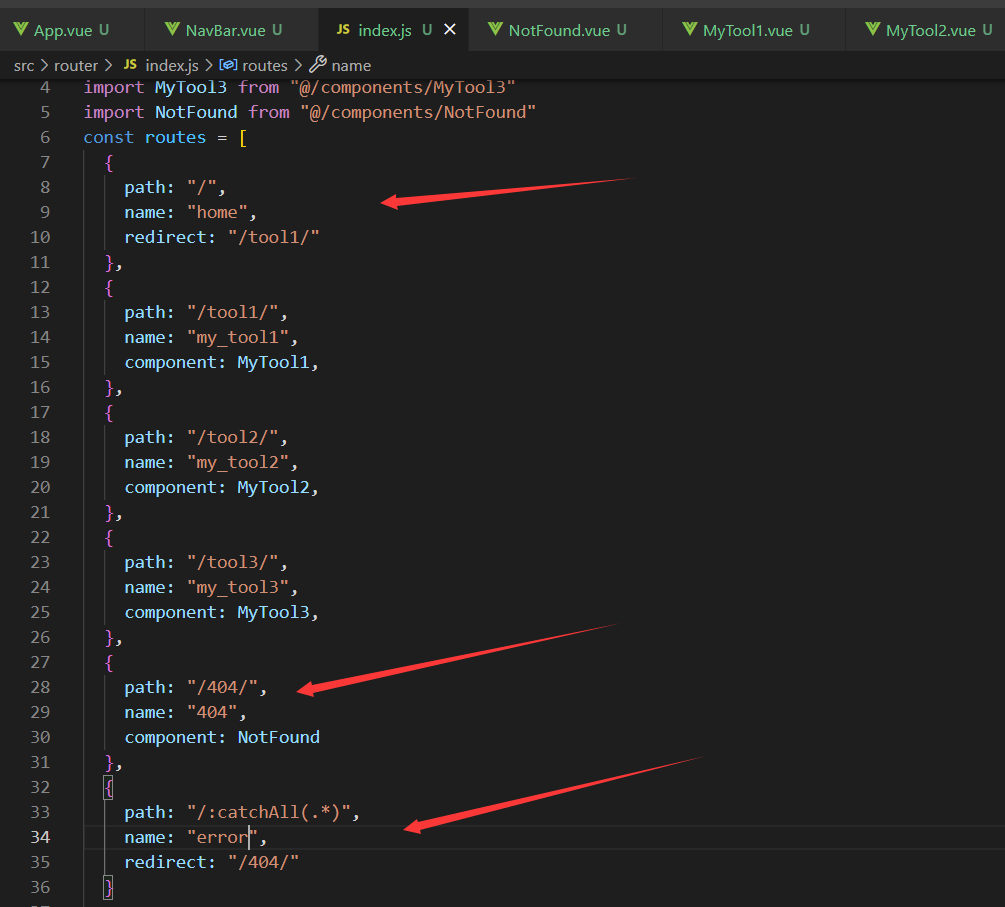 App.vue U NavBar.vue U JS index.js U NotFound.vue U MyTool1.vue U MyTool2.vue U
src > router > JS index.js > routes > name
4 import MyTool3 from "@/components/MyTool3"
5 import NotFound from "@/components/NotFound"
6 const routes = [
7 {
8 path: "/",
9 name: "home",
10 redirect: "/tool1/"
11 },
12 {
13 path: "/tool1/",
14 name: "my_tool1",
15 component: MyTool1,
16 },
17 {
18 path: "/tool2/",
19 name: "my_tool2",
20 component: MyTool2,
21 },
22 {
23 path: "/tool3/",
24 name: "my_tool3",
25 component: MyTool3,
26 },
27 {
28 path: "/404/",
29 name: "404",
30 component: NotFound
31 },
32 {
33 path: "/:catchAll(.*)",
34 name: "error",
35 redirect: "/404/"
36 }